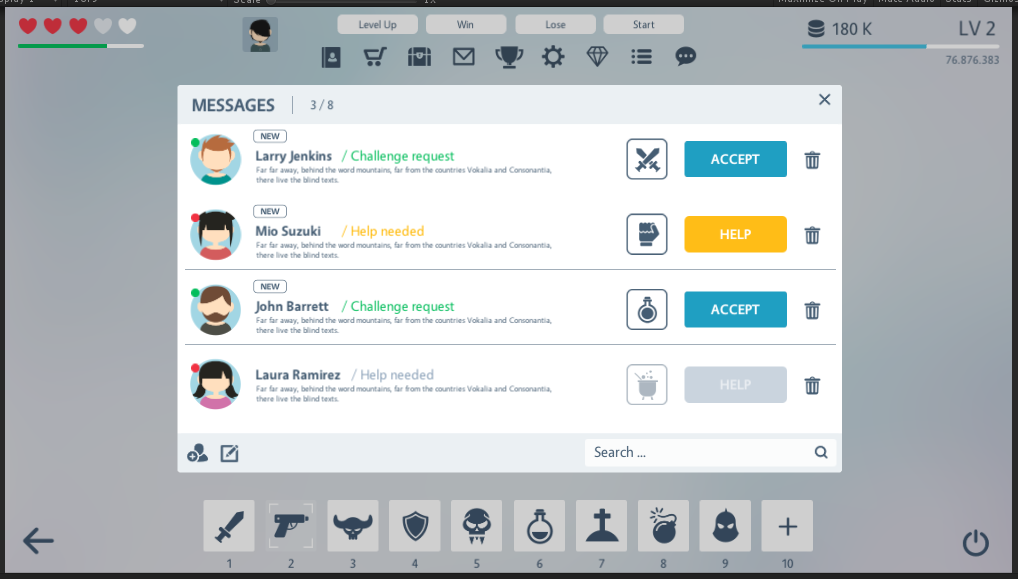 Scale
Level Up
Win
Lose
Start
180 K
LV 2
76.876.383
MESSAGES
3 / 8
NEW
Larry Jenkins / Challenge request
Far far away, behind the word mountains, far from the countries Vokalia and Consonantia,
there live the blind texts.
ACCEPT
NEW
Mio Suzuki / Help needed
Far far away, behind the word mountains, far from the countries Vokalia and Consonantia,
there live the blind texts.
HELP
NEW
John Barrett / Challenge request
Far far away, behind the word mountains, far from the countries Vokalia and Consonantia,
there live the blind texts.
ACCEPT
Laura Ramirez / Help needed
Far far away, behind the word mountains, far from the countries Vokalia and Consonantia,
there live the blind texts.
HELP
Search ...
1
2
3
4
5
6
7
8
9
10